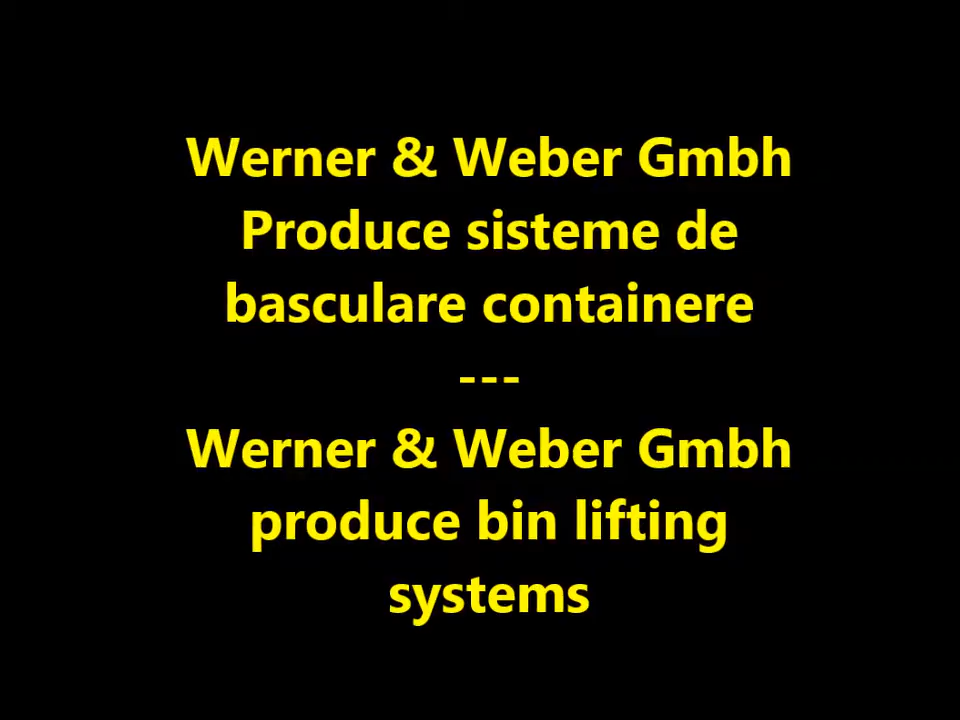 Werner & Weber Gmbh
Produce sisteme de
basculare containere
---
Werner & Weber Gmbh
produce bin lifting
systems